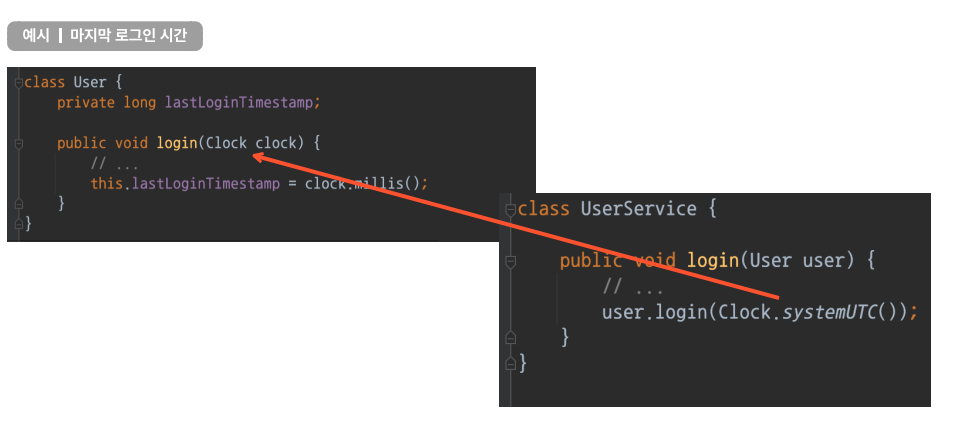 예시 | 마지막 로그인 시간
class User {
private long lastLoginTimestamp;
public void login(Clock clock) {
// ...
this.lastLoginTimestamp = clock.millis();
}
}
class UserService {
public void login(User user) {
// ...
user.login(Clock.systemUTC());
}
}